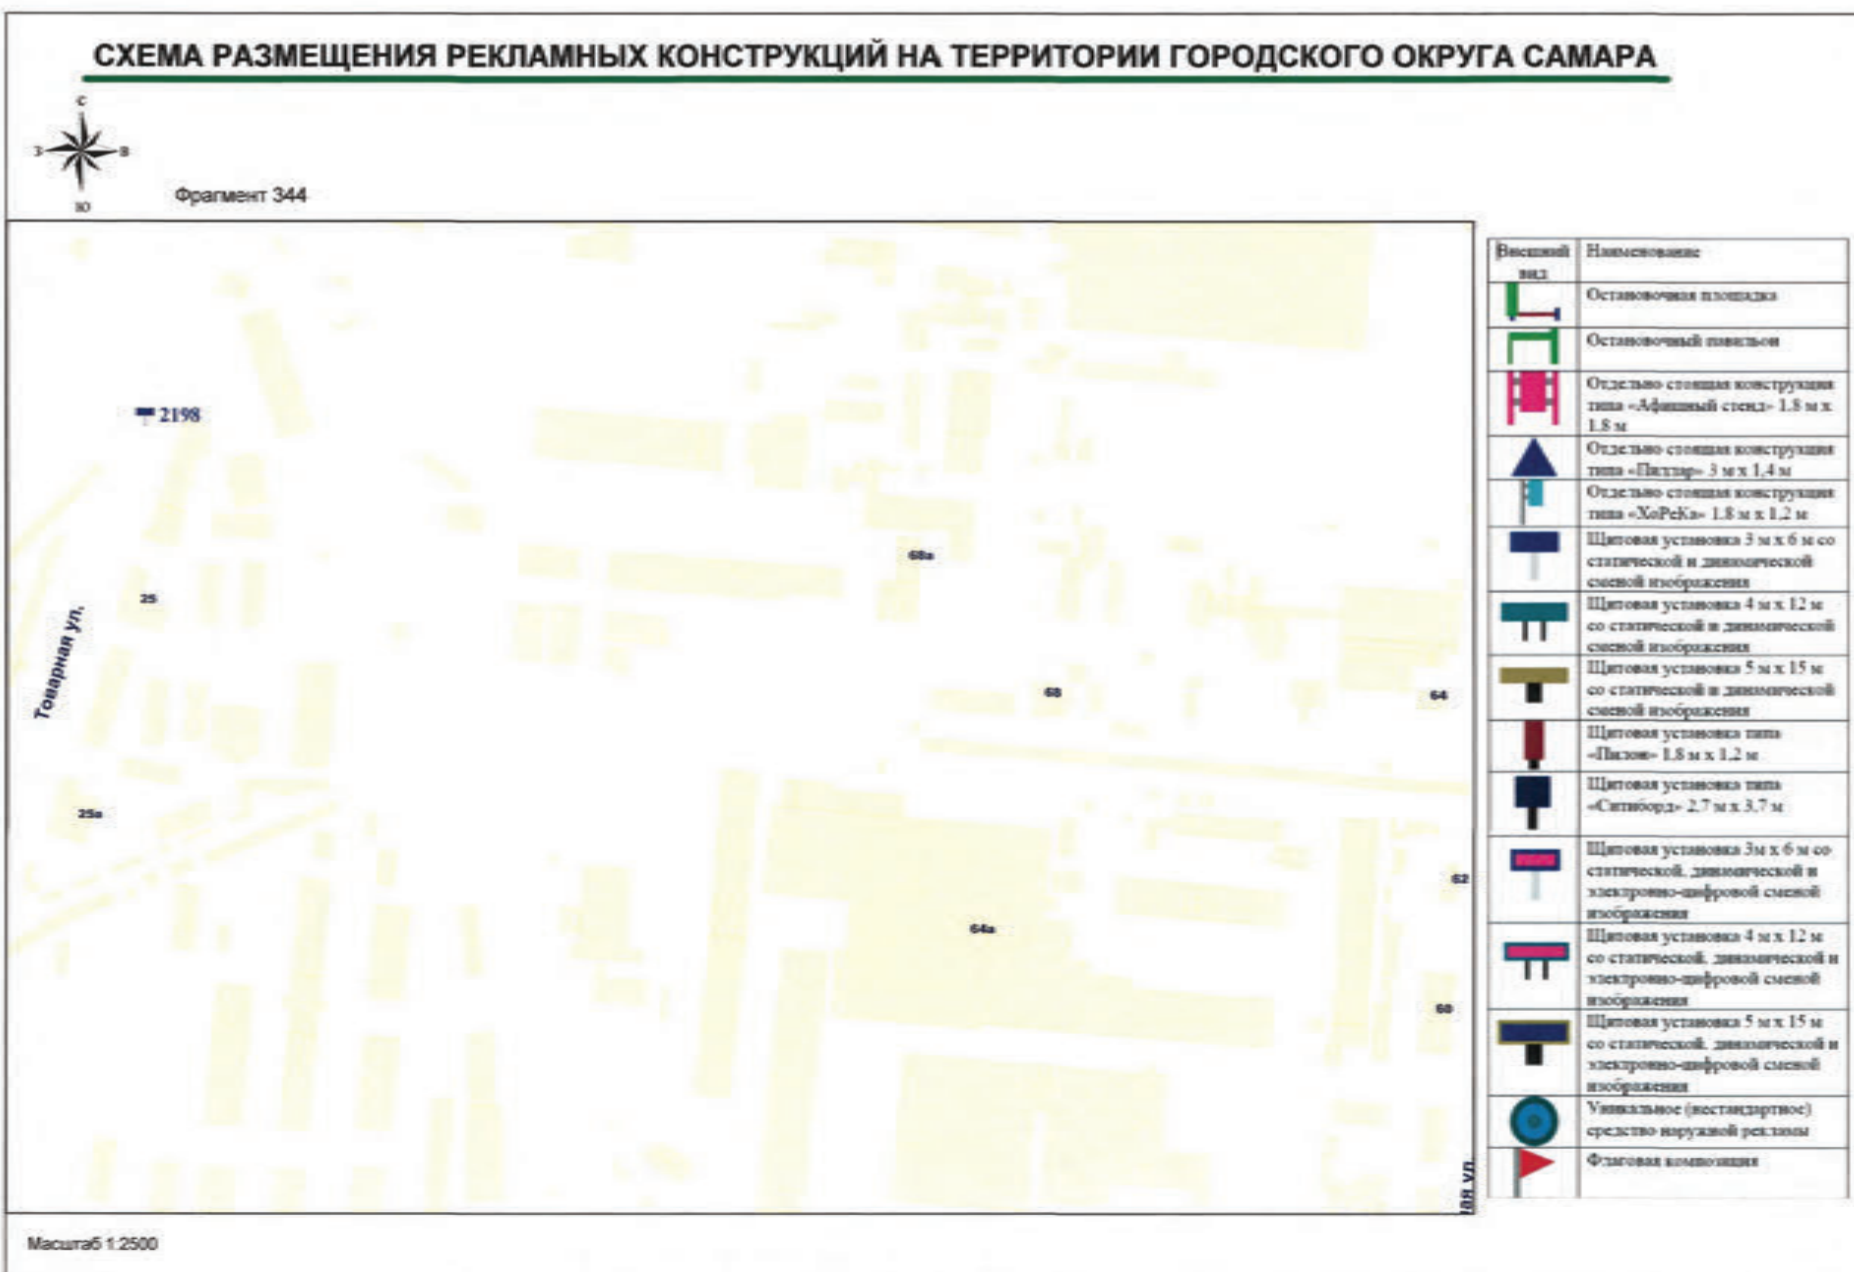 СХЕМА РАЗМЕЩЕНИЯ РЕКЛАМНЫХ КОНСТРУКЦИЙ НА ТЕРРИТОРИИ ГОРОДСКОГО ОКРУГА САМАРА
С
З
В
Ю
Фрагмент 344
2198
68а
25
Товарная ул.
68
64
25а
62
64а
60
ая ул.
Масштаб 1:2500
Внешний вид
Наименование
Остановочная площадка
Остановочный павильон
Отдельно стоящая конструкция
типа «Афишный стенд» 1.8 м х
1.8 м
Отдельно стоящая конструкция
типа «Пиллар» 3 м х 1,4 м
Отдельно стоящая конструкция
типа «ХоРеКа» 1.8 м х 1,2 м
Щитовая установка 3 м х 6 м со
статической и динамической
сменой изображения
Щитовая установка 4 м х 12 м
со статической и динамической
сменой изображения
Щитовая установка 5 м х 15 м
со статической и динамической
сменой изображения
Щитовая установка типа
«Пилон» 1.8 м х 1,2 м
Щитовая установка типа
«Ситиборд» 2,7 м х 3,7 м
Щитовая установка 3м х 6 м со
статической, динамической и
электронно-цифровой сменой
изображения
Щитовая установка 4 м х 12 м
со статической, динамической и
электронно-цифровой сменой
изображения
Щитовая установка 5 м х 15 м
со статической, динамической и
электронно-цифровой сменой
изображения
Уникальное (нестандартное)
средство наружной рекламы
Флаговая композиция